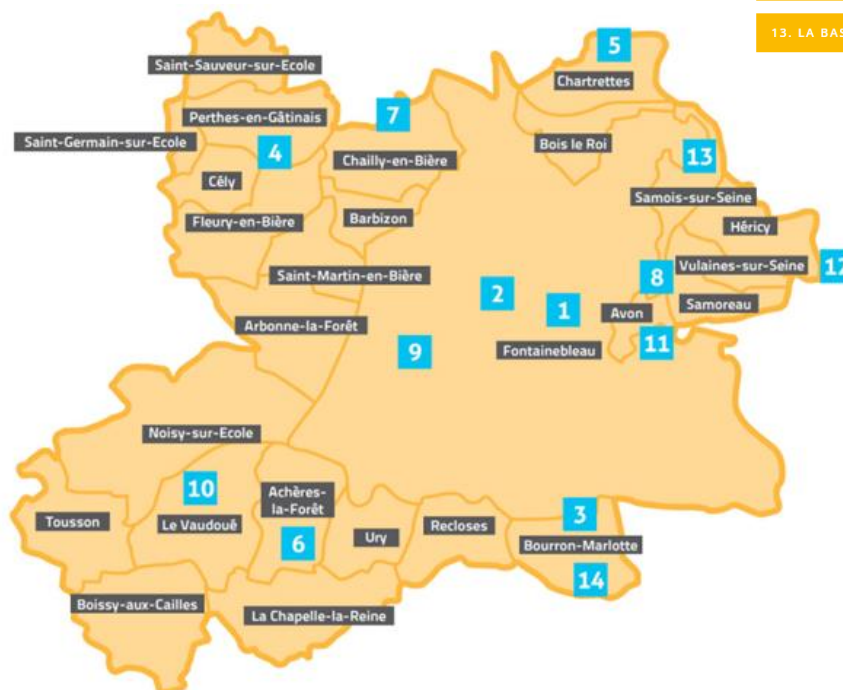 13. LA BAS
5
Saint-Sauveur-sur-Ecole
Chartrettes
7
Perthes-en-Gâtinais
Saint-Germain-sur-Ecole
Bois le Roi
4
Chailly-en-Bière
13
Cély
Samois-sur-Seine
Barbizon
Fleury-en-Bière
Héricy
Vulaines-sur-Seine
12
Saint-Martin-en-Bière
8
2
Samoreau
1
Avon
Arbonne-la-Forêt
9
Fontainebleau
11
Noisy-sur-Ecole
10
Achères-
la-Forêt
3
Tousson
Le Vaudoué
Recloses
Ury
6
Bourron-Marlotte
14
Boissy-aux-Cailles
La Chapelle-la-Reine